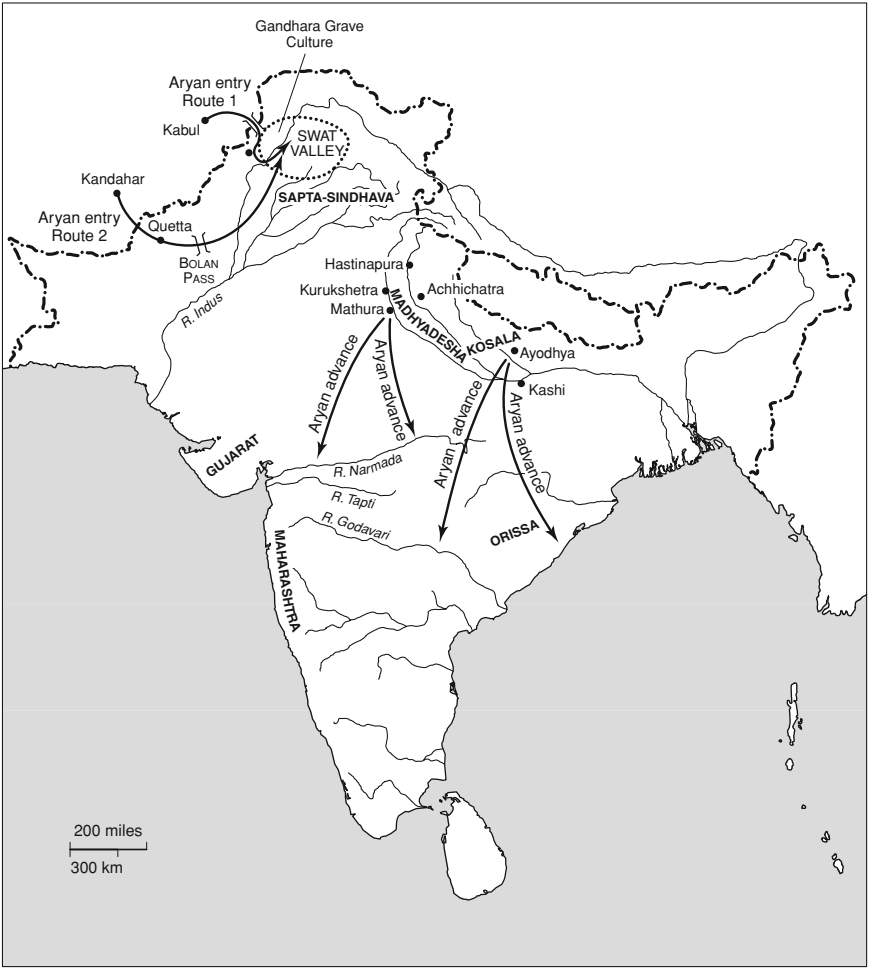 Gandhara Grave
Culture
Aryan entry
Route 1
Kabul
SWAT
VALLEY
Kandahar
SAPTA-SINDHAVA
Aryan entry
Route 2
Quetta
BOLAN
PASS
Hastinapura
Kurukshetra
Achhichatra
R. Indus
Mathura
MADHYADESHA
KOSALA
Ayodhya
Kashi
Aryan advance
Aryan advance
Aryan advance
Aryan advance
GUJARAT
R. Narmada
R. Tapti
R. Godavari
ORISSA
MAHARASHTRA
200 miles
300 km